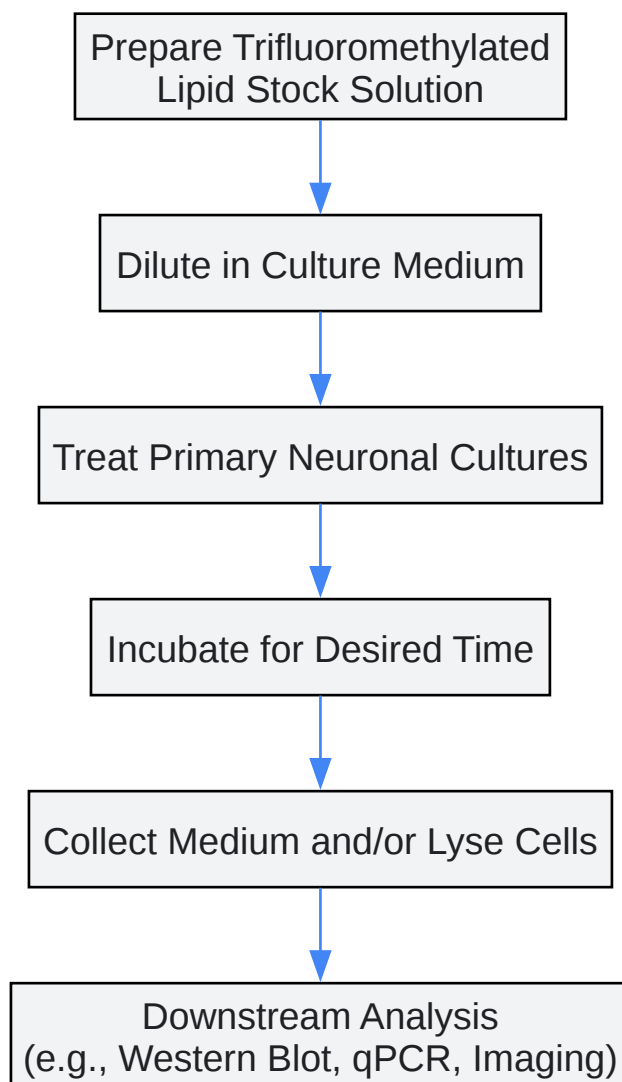 Prepare Trifluoromethylated
Lipid Stock Solution
Dilute in Culture Medium
Treat Primary Neuronal Cultures
Incubate for Desired Time
Collect Medium and/or Lyse Cells
Downstream Analysis
(e.g., Western Blot, qPCR, Imaging)